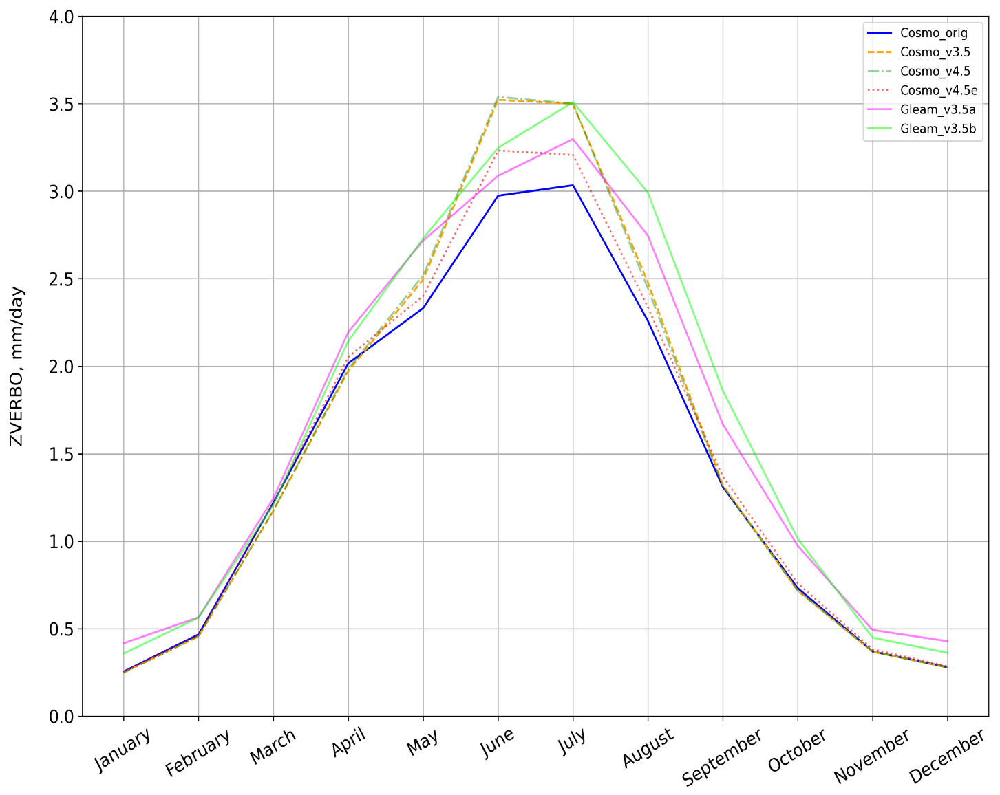 4.0
3.5
3.0
2.5
2.0
1.5
1.0
0.5
0.0
ZVERBO, mm/day
Cosmo_orig
Cosmo_v3.5
Cosmo_v4.5
Cosmo_v4.5e
Gleam_v3.5a
Gleam_v3.5b
January
February
March
April
May
June
July
August
September
October
November
December